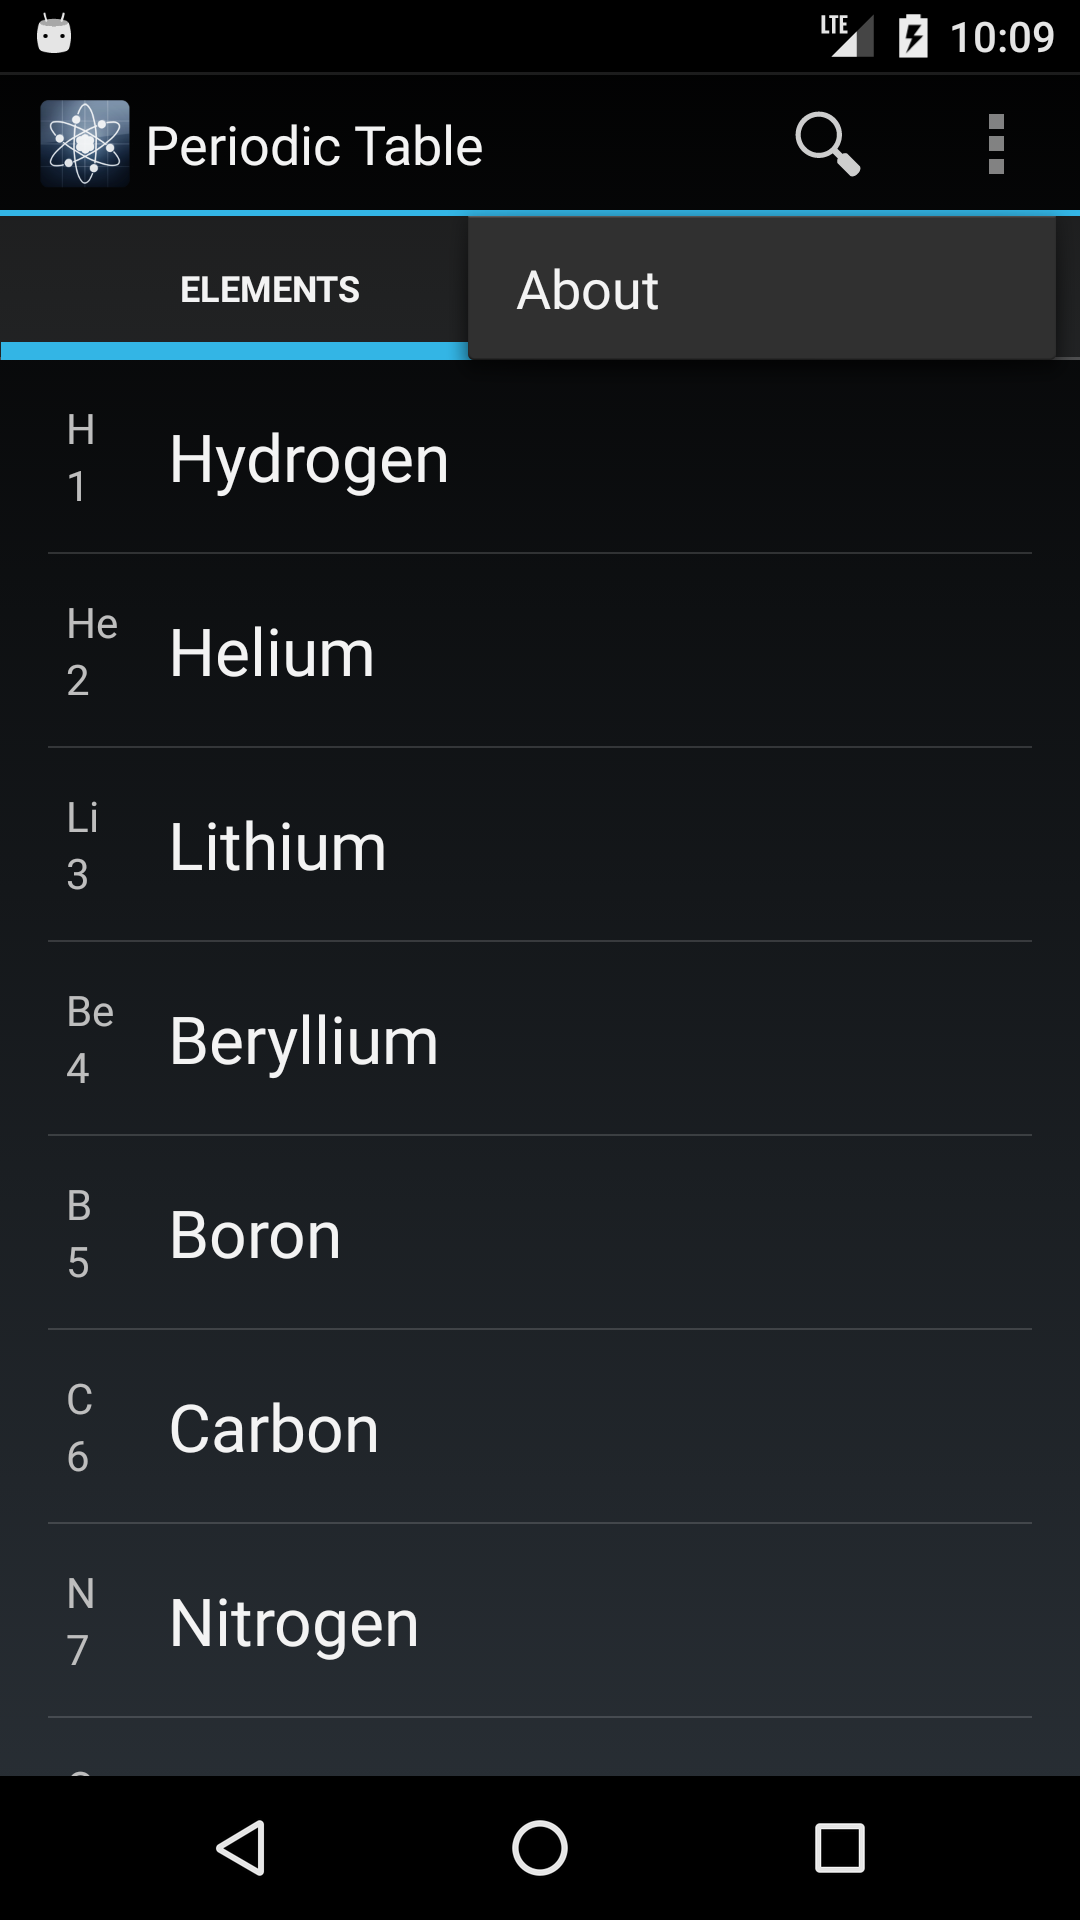 LTE 10:09
Periodic Table
ELEMENTS
About
H
1
Hydrogen
He
2
Helium
Li
3
Lithium
Be
4
Beryllium
B
5
Boron
C
6
Carbon
N
7
Nitrogen